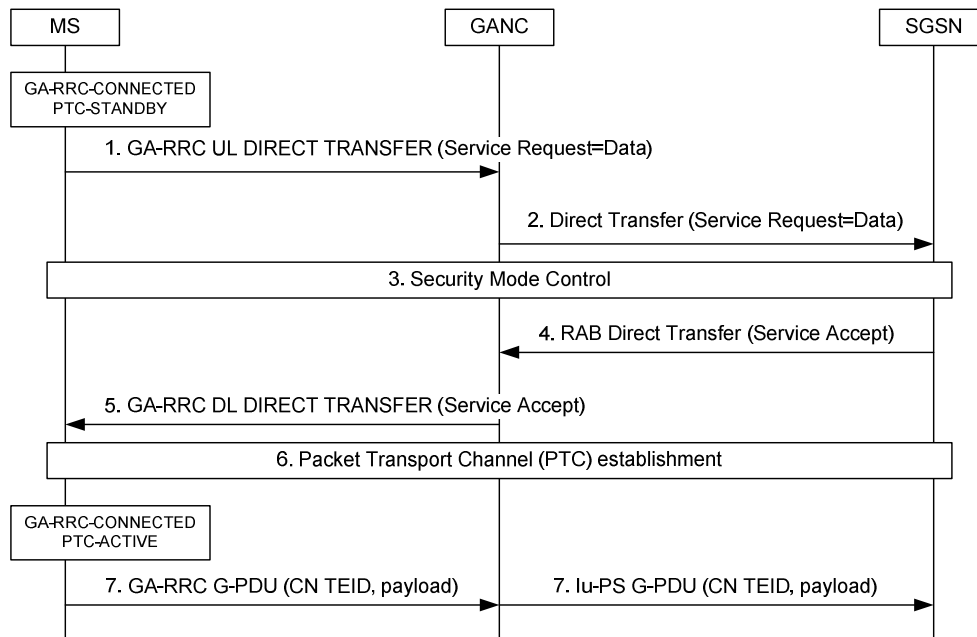 MS
GANC
SGSN
GA-RRC-CONNECTED
PTC-STANDBY
1. GA-RRC UL DIRECT TRANSFER (Service Request=Data)
2. Direct Transfer (Service Request=Data)
3. Security Mode Control
4. RAB Direct Transfer (Service Accept)
5. GA-RRC DL DIRECT TRANSFER (Service Accept)
6. Packet Transport Channel (PTC) establishment
GA-RRC-CONNECTED
PTC-ACTIVE
7. GA-RRC G-PDU (CN TEID, payload)
7. Iu-PS G-PDU (CN TEID, payload)